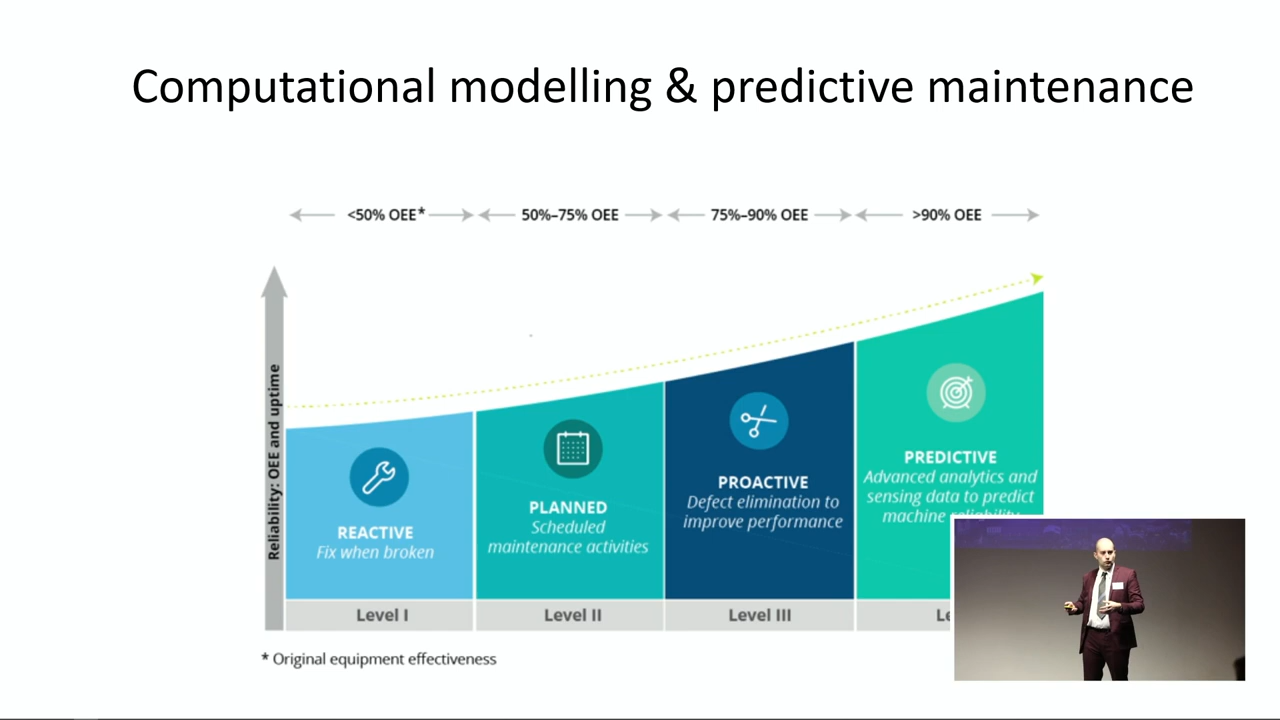 Computational modelling & predictive maintenance
<50% OEE*
50%–75% OEE
75%–90% OEE
>90% OEE
Reliability: OEE and uptime
REACTIVE
Fix when broken
PLANNED
Scheduled
maintenance activities
PROACTIVE
Defect elimination to
improve performance
PREDICTIVE
Advanced analytics and
sensing data to predict
machine reliability
Level I
Level II
Level III
* Original equipment effectiveness